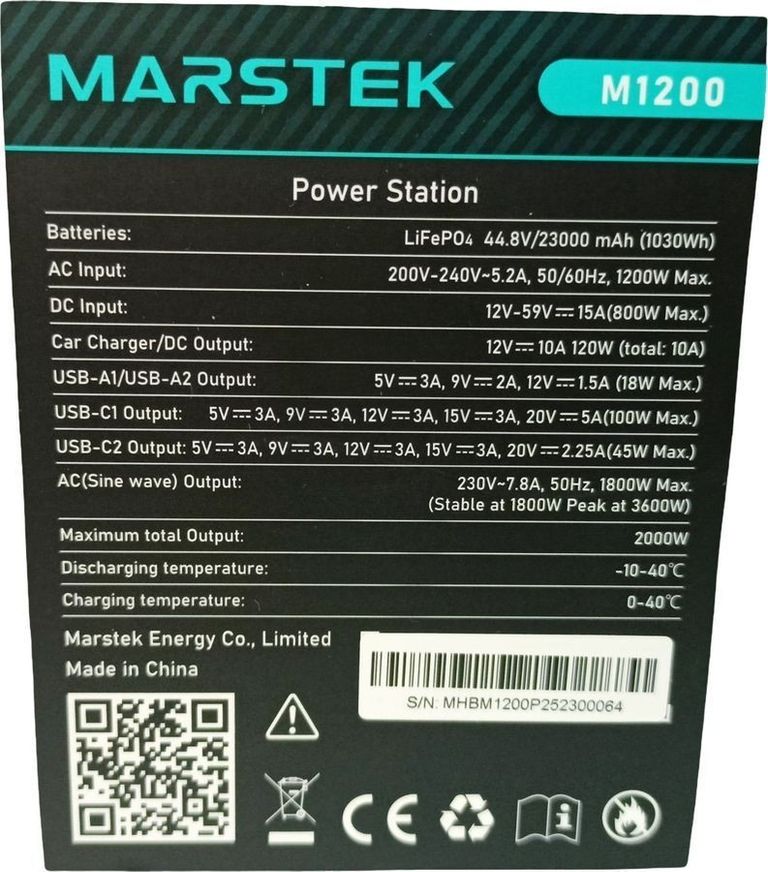 MARSTEK
M1200
Power Station
Batteries: LiFePO4 44.8V/23000 mAh (1030Wh)
AC Input: 200V-240V~5.2A, 50/60Hz, 1200W Max.
DC Input: 12V-59V⎓15A(800W Max.)
Car Charger/DC Output: 12V⎓10A 120W (total: 10A)
USB-A1/USB-A2 Output: 5V⎓3A, 9V⎓2A, 12V⎓1.5A (18W Max.)
USB-C1 Output: 5V⎓3A, 9V⎓3A, 12V⎓3A, 15V⎓3A, 20V⎓5A(100W Max.)
USB-C2 Output: 5V⎓3A, 9V⎓3A, 12V⎓3A, 15V⎓3A, 20V⎓2.25A(45W Max.)
AC(Sine wave) Output: 230V~7.8A, 50Hz, 1800W Max.
(Stable at 1800W Peak at 3600W)
Maximum total Output: 2000W
Discharging temperature: -10-40℃
Charging temperature: 0-40℃
Marstek Energy Co., Limited
Made in China
S/N: MHBM1200P252300064
CE